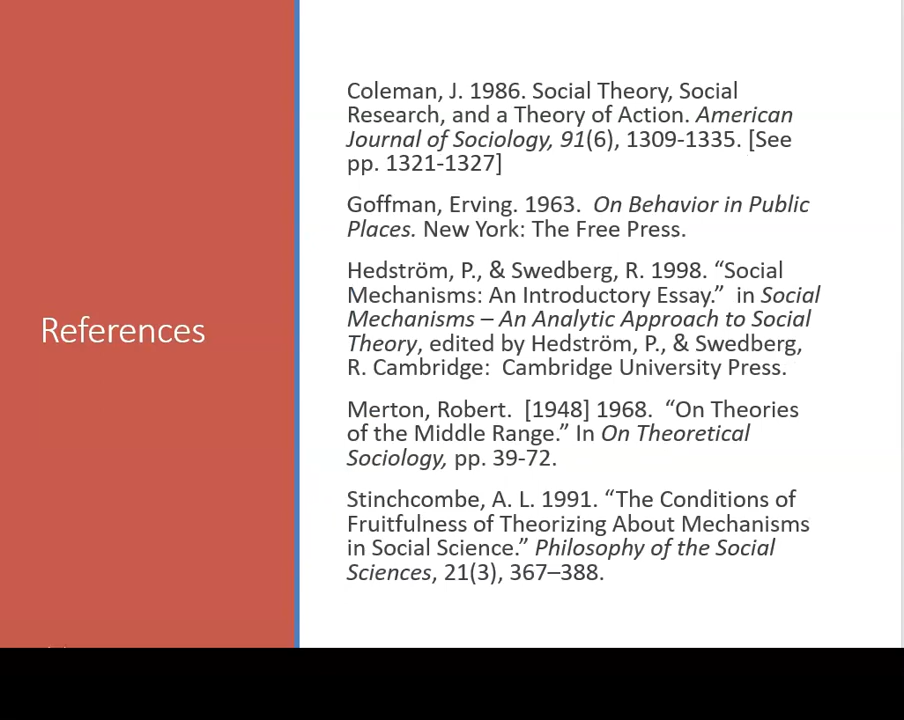 References
Coleman, J. 1986. Social Theory, Social
Research, and a Theory of Action. American
Journal of Sociology, 91(6), 1309-1335. [See
pp. 1321-1327]
Goffman, Erving. 1963.  On Behavior in Public
Places. New York: The Free Press.
Hedström, P., & Swedberg, R. 1998. “Social
Mechanisms: An Introductory Essay.”  in Social
Mechanisms – An Analytic Approach to Social
Theory, edited by Hedström, P., & Swedberg,
R. Cambridge:  Cambridge University Press.
Merton, Robert.  [1948] 1968.  “On Theories
of the Middle Range.” In On Theoretical
Sociology, pp. 39-72.
Stinchcombe, A. L. 1991. “The Conditions of
Fruitfulness of Theorizing About Mechanisms
in Social Science.” Philosophy of the Social
Sciences, 21(3), 367–388.